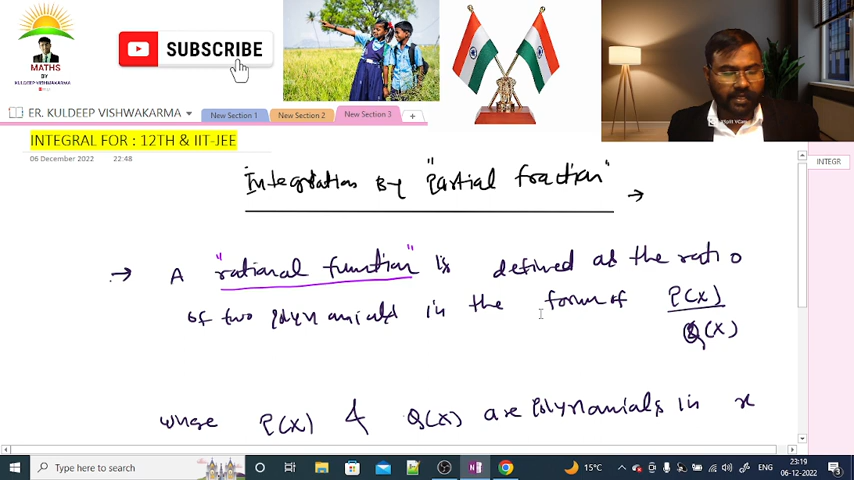 MATHS
BY
KULDEEP VISHWAKARMA
SUBSCRIBE
ER. KULDEEP VISHWAKARMA
New Section 1
New Section 2
New Section 3
+
INTEGRAL FOR : 12TH & IIT-JEE
06 December 2022 22:48
INTEGR
Integration By "Partial fraction" →
→ A "rational function" is defined as the ratio
of two polynomials in the form of P(x)
Q(x)
where P(x) & Q(x) are polynomials in x
Type here to search
15°C
ENG
23:19
06-12-2022